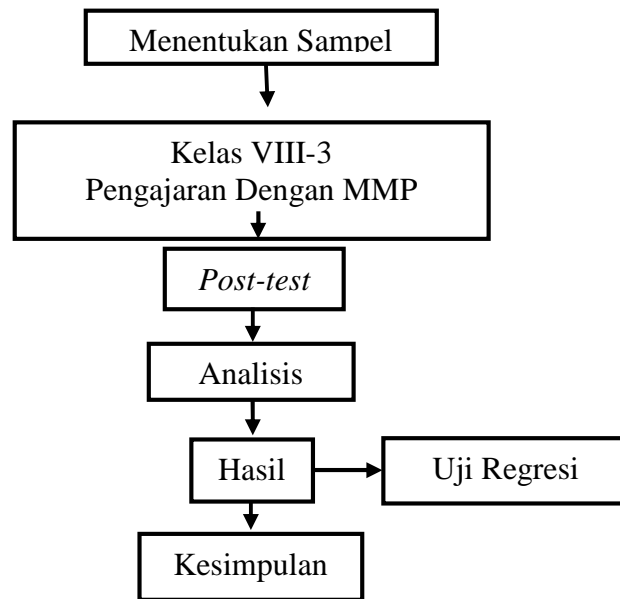 Menentukan Sampel
Kelas VIII-3
Pengajaran Dengan MMP
Post-test
Analisis
Hasil
Uji Regresi
Kesimpulan